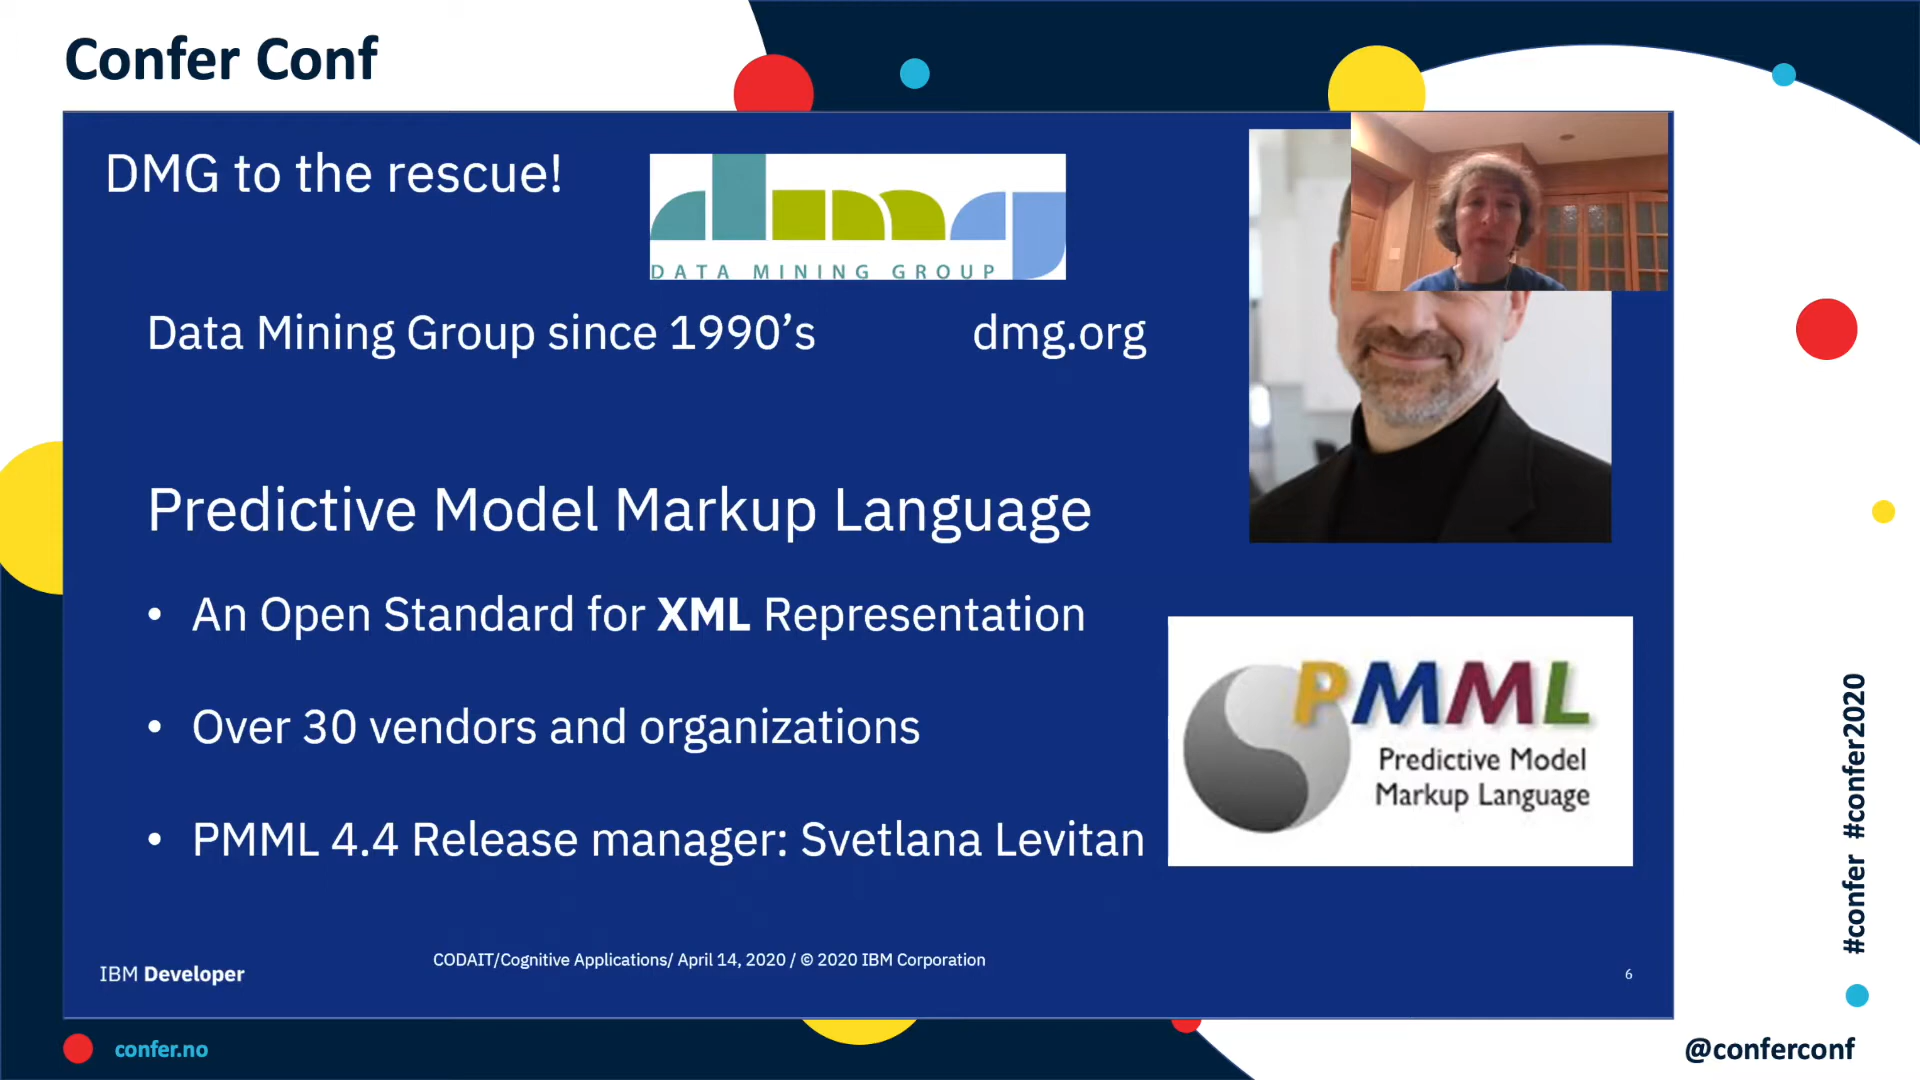 Confer Conf
DMG to the rescue!
dmg
DATA MINING GROUP
Data Mining Group since 1990’s
dmg.org
Predictive Model Markup Language
• An Open Standard for XML Representation
• Over 30 vendors and organizations
• PMML 4.4 Release manager: Svetlana Levitan
PMML
Predictive Model
Markup Language
CODAIT/Cognitive Applications/ April 14, 2020 / © 2020 IBM Corporation
IBM Developer
6
#confer #confer2020
confer.no
@conferconf